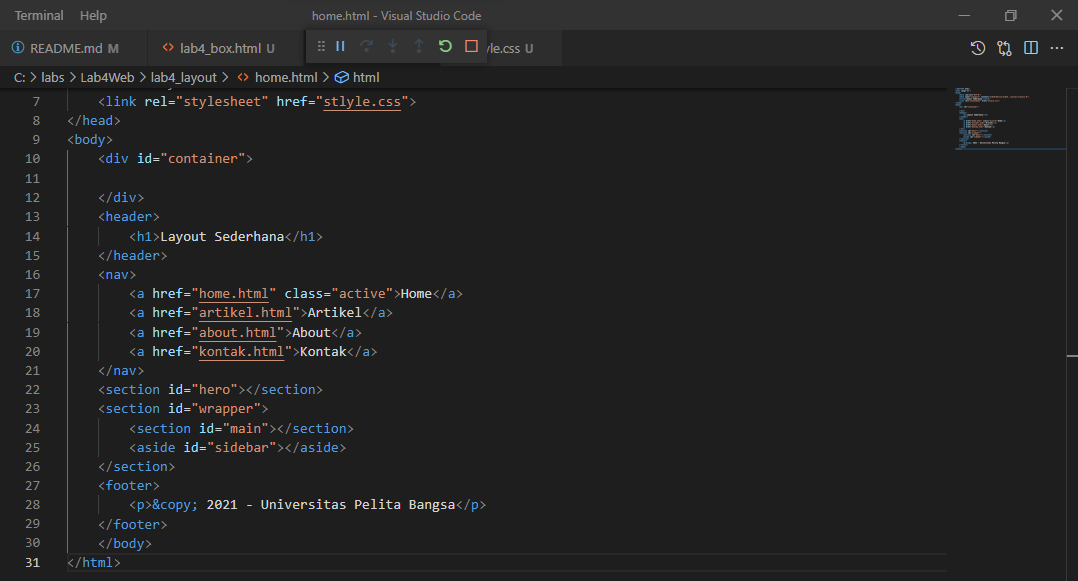 Terminal Help home.html - Visual Studio Code
README.md M lab4_box.html U yle.css U
C: > labs > Lab4Web > lab4_layout > <> home.html > html
7 <link rel="stylesheet" href="stlyle.css">
8 </head>
9 <body>
10 <div id="container">
11
12 </div>
13 <header>
14 <h1>Layout Sederhana</h1>
15 </header>
16 <nav>
17 <a href="home.html" class="active">Home</a>
18 <a href="artikel.html">Artikel</a>
19 <a href="about.html">About</a>
20 <a href="kontak.html">Kontak</a>
21 </nav>
22 <section id="hero"></section>
23 <section id="wrapper">
24 <section id="main"></section>
25 <aside id="sidebar"></aside>
26 </section>
27 <footer>
28 <p>&copy; 2021 - Universitas Pelita Bangsa</p>
29 </footer>
30 </body>
31 </html>